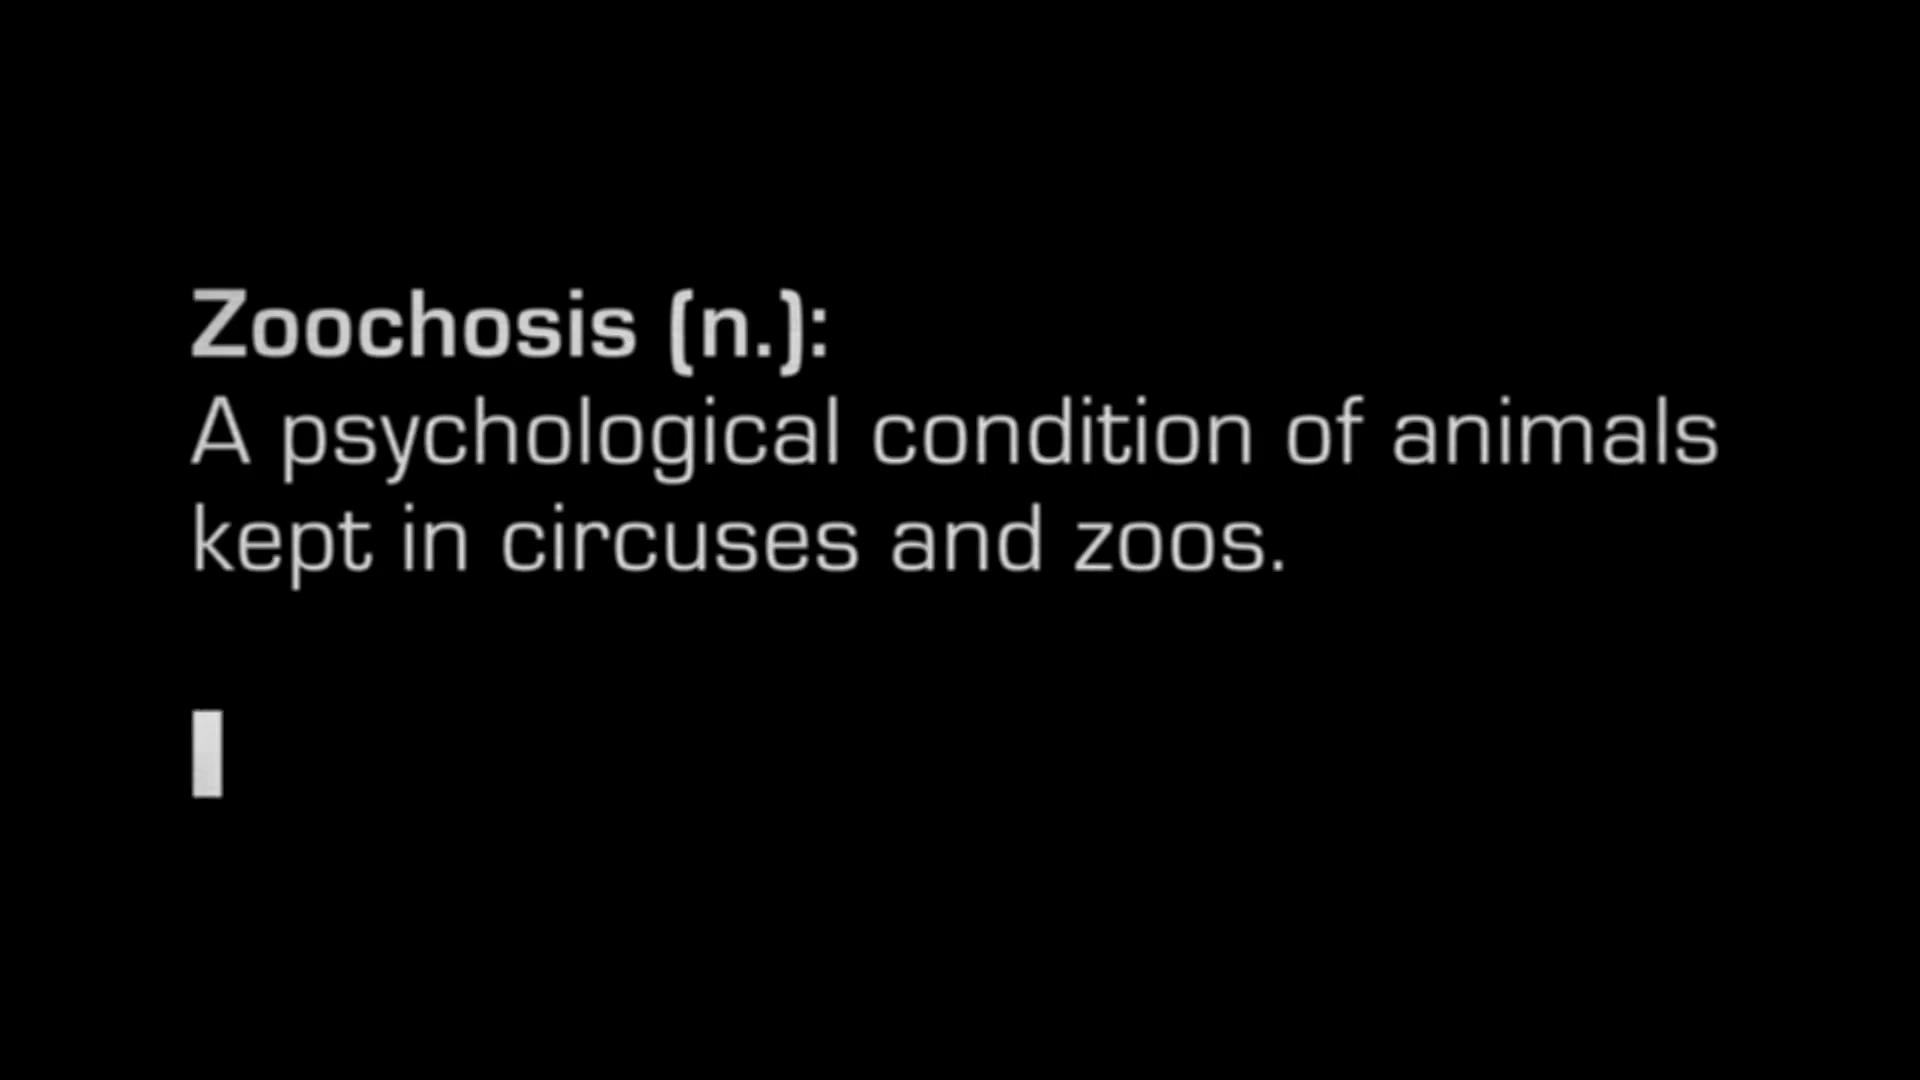 Zoochosis (n.):
A psychological condition of animals
kept in circuses and zoos.